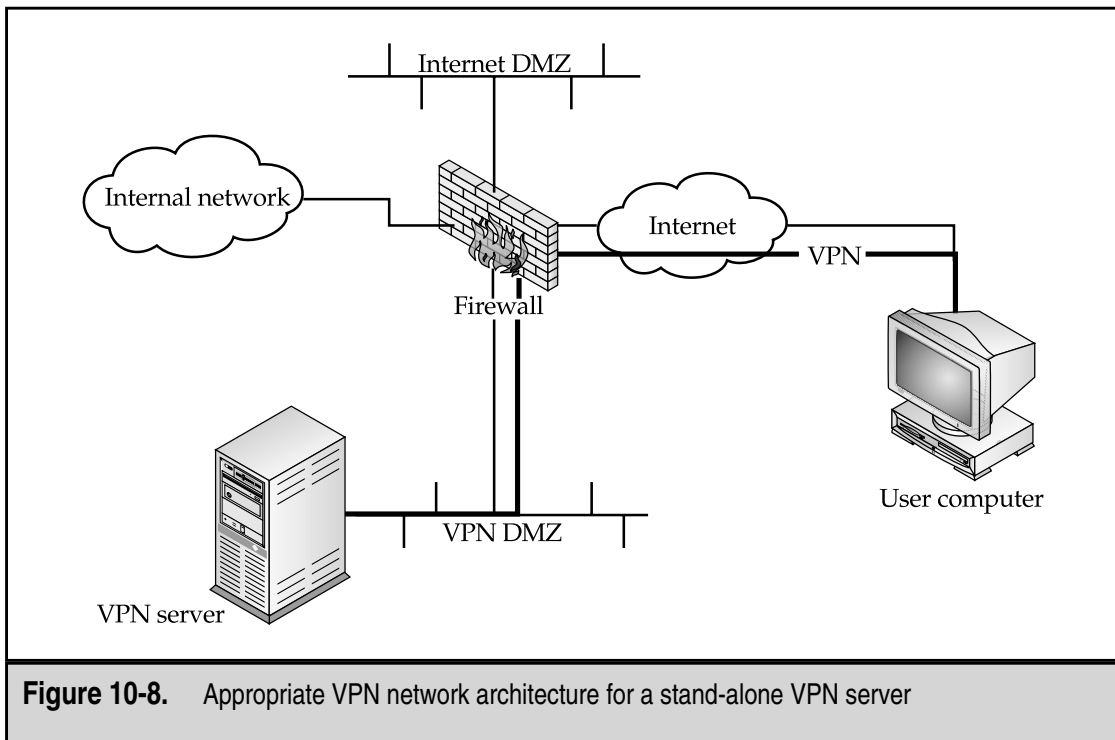 Internet DMZ
Internal network
Internet
VPN
Firewall
User computer
VPN DMZ
VPN server
Figure 10-8. Appropriate VPN network architecture for a stand-alone VPN server